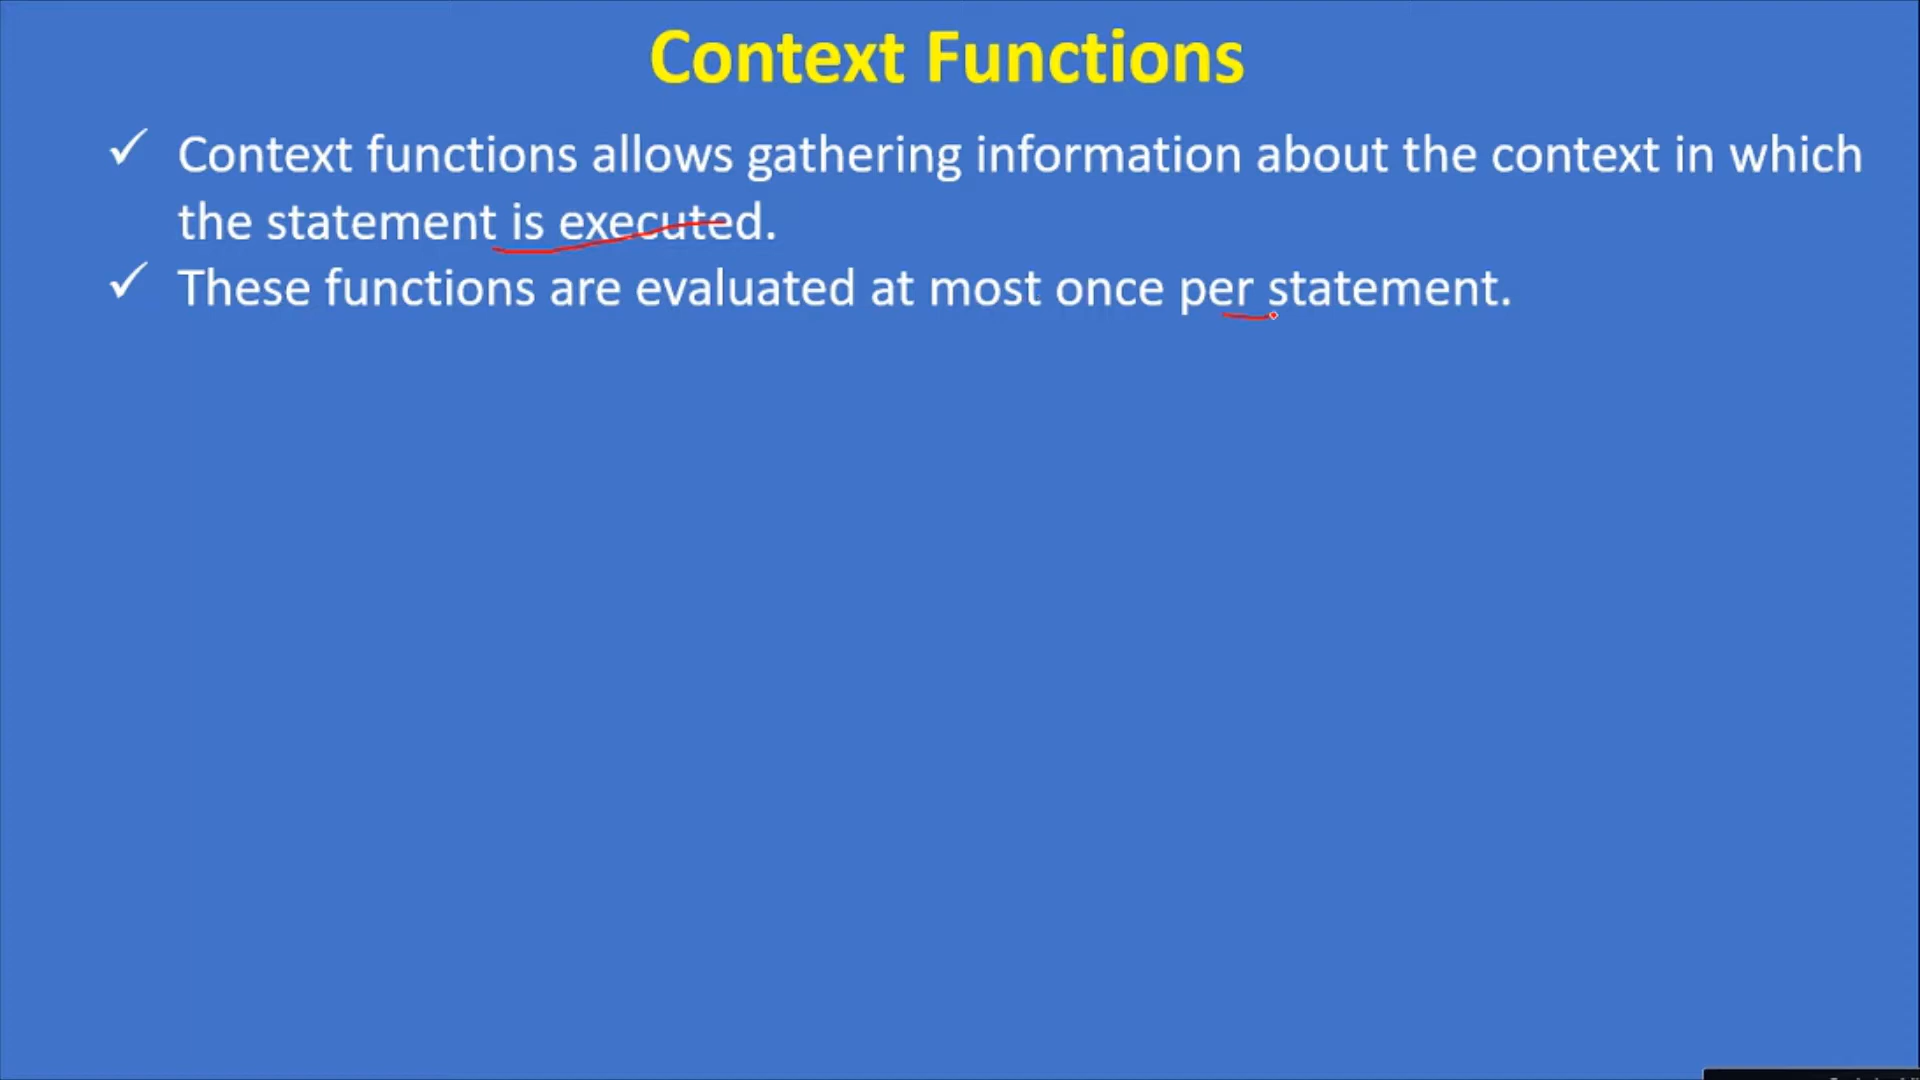 Context Functions
✓ Context functions allows gathering information about the context in which
the statement is executed.
✓ These functions are evaluated at most once per statement.